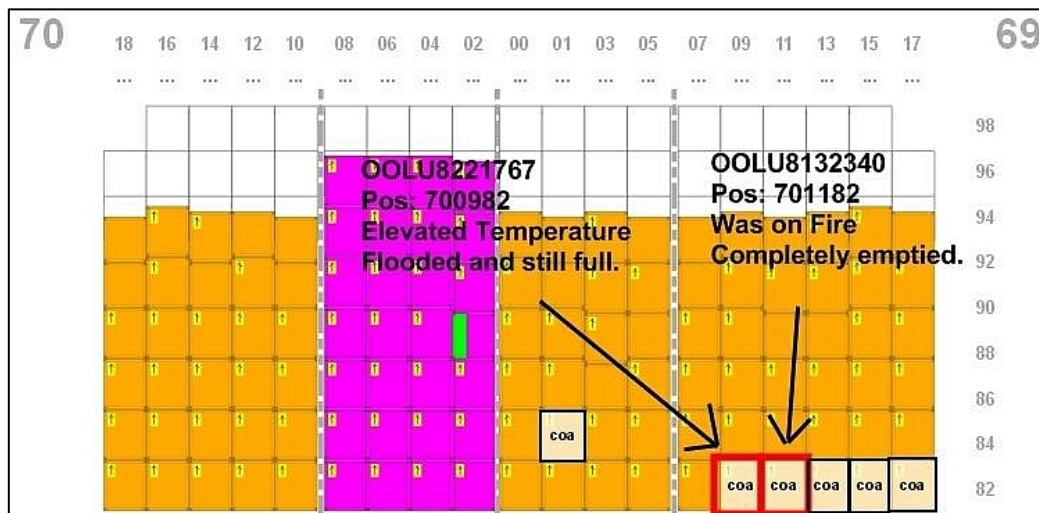 70 18 16 14 12 10 08 06 04 02 00 01 03 05 07 09 11 13 15 17 69
... ... ... ... ... ... ... ... ... ... ... ... ... ... ... ... ... ... ...
98
OOLU8221767
Pos: 700982
Elevated Temperature
Flooded and still full.
OOLU8132340
Pos: 701182
Was on Fire
Completely emptied.
96
94
92
90
88
86
coa
84
coa coa coa coa coa
82